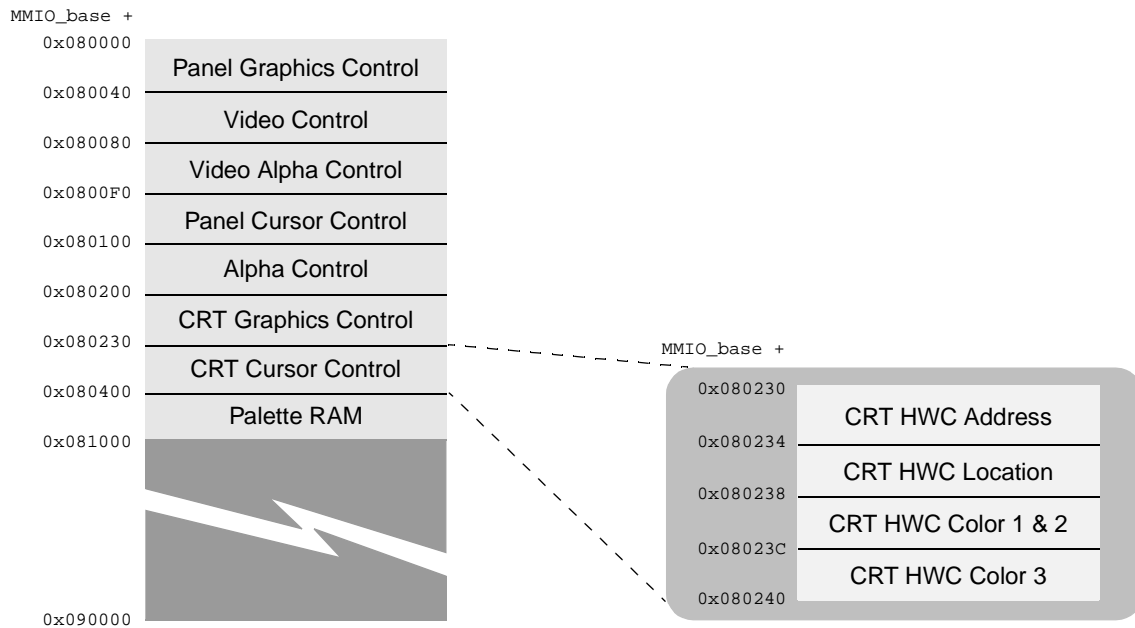 MMIO_base +
0x080000
Panel Graphics Control
0x080040
Video Control
0x080080
Video Alpha Control
0x0800F0
Panel Cursor Control
0x080100
Alpha Control
0x080200
CRT Graphics Control
0x080230
CRT Cursor Control
0x080400
Palette RAM
0x081000
0x090000
MMIO_base +
0x080230
CRT HWC Address
0x080234
CRT HWC Location
0x080238
CRT HWC Color 1 & 2
0x08023C
CRT HWC Color 3
0x080240